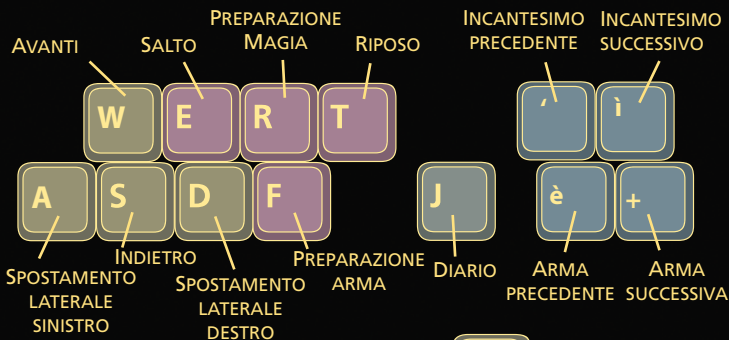 PREPARAZIONE
MAGIA
INCANTESIMO
PRECEDENTE
INCANTESIMO
SUCCESSIVO
AVANTI
SALTO
RIPOSO
W
E
R
T
‘
ì
A
S
D
F
J
è
+
SPOSTAMENTO
LATERALE
SINISTRO
INDIETRO
SPOSTAMENTO
LATERALE
DESTRO
PREPARAZIONE
ARMA
DIARIO
ARMA
PRECEDENTE
ARMA
SUCCESSIVA